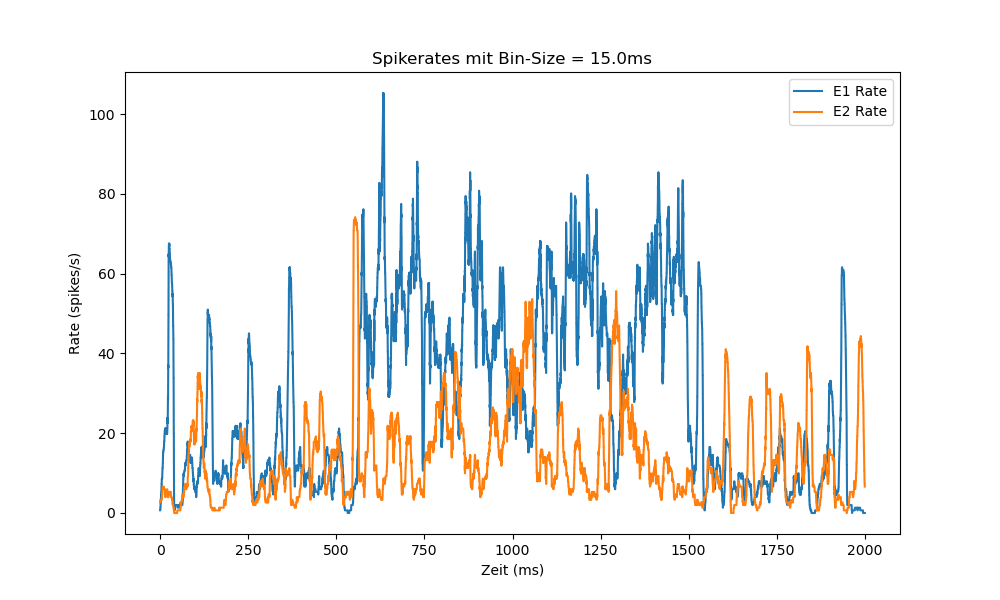 Spikerates mit Bin-Size = 15.0ms
E1 Rate
E2 Rate
Rate (spikes/s)
100
80
60
40
20
0
0 250 500 750 1000 1250 1500 1750 2000
Zeit (ms)